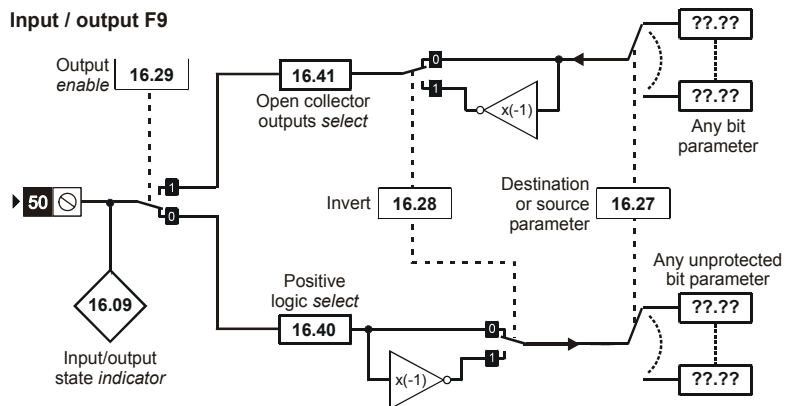 Input / output F9
Output
enable
16.29
16.41
Open collector
outputs select
0
1
x(-1)
??.??
??.??
Any bit
parameter
50
1
0
16.09
Input/output
state indicator
Invert
16.28
Destination
or source
parameter
16.27
Positive
logic select
16.40
x(-1)
0
1
Any unprotected
bit parameter
??.??
??.??